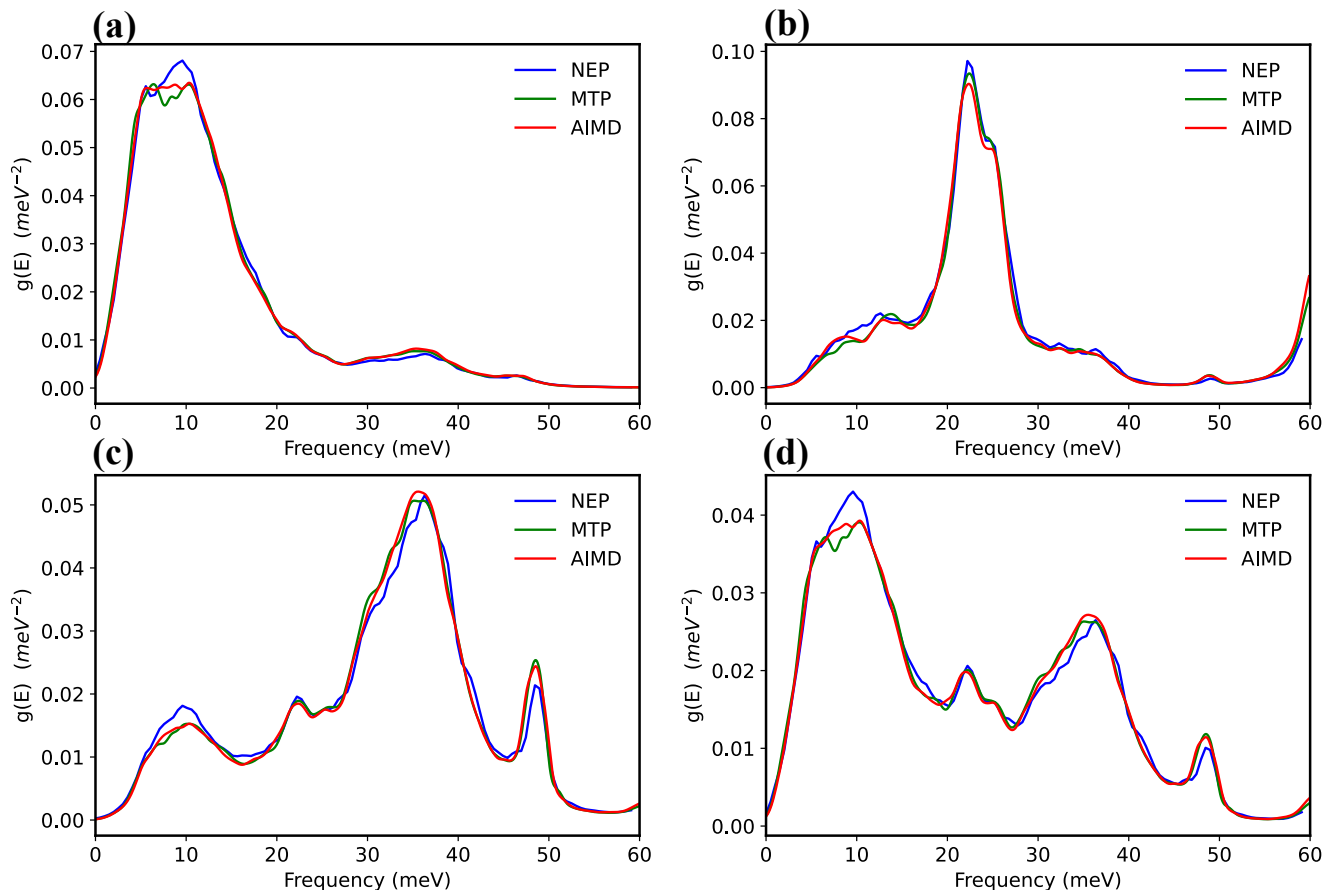 (a)
0.07
0.06
0.05
0.04
0.03
0.02
0.01
0.00
g(E) (meV⁻²)
NEP
MTP
AIMD
0 10 20 30 40 50 60
Frequency (meV)
(b)
0.10
0.08
0.06
0.04
0.02
0.00
g(E) (meV⁻²)
NEP
MTP
AIMD
0 10 20 30 40 50 60
Frequency (meV)
(c)
0.05
0.04
0.03
0.02
0.01
0.00
g(E) (meV⁻²)
NEP
MTP
AIMD
0 10 20 30 40 50 60
Frequency (meV)
(d)
0.04
0.03
0.02
0.01
0.00
g(E) (meV⁻²)
NEP
MTP
AIMD
0 10 20 30 40 50 60
Frequency (meV)